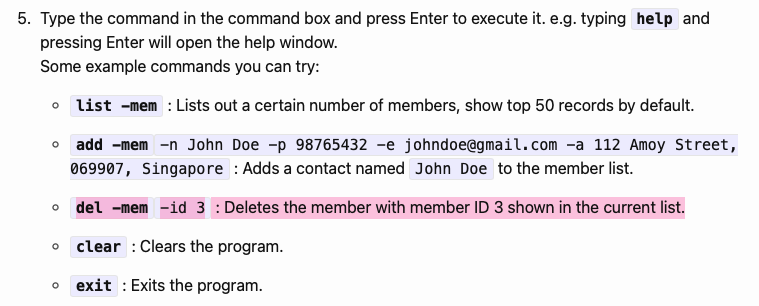 5. Type the command in the command box and press Enter to execute it. e.g. typing help and
pressing Enter will open the help window.
Some example commands you can try:
list –mem : Lists out a certain number of members, show top 50 records by default.
add –mem –n John Doe –p 98765432 –e johndoe@gmail.com –a 112 Amoy Street,
069907, Singapore : Adds a contact named John Doe to the member list.
del –mem –id 3 : Deletes the member with member ID 3 shown in the current list.
clear : Clears the program.
exit : Exits the program.